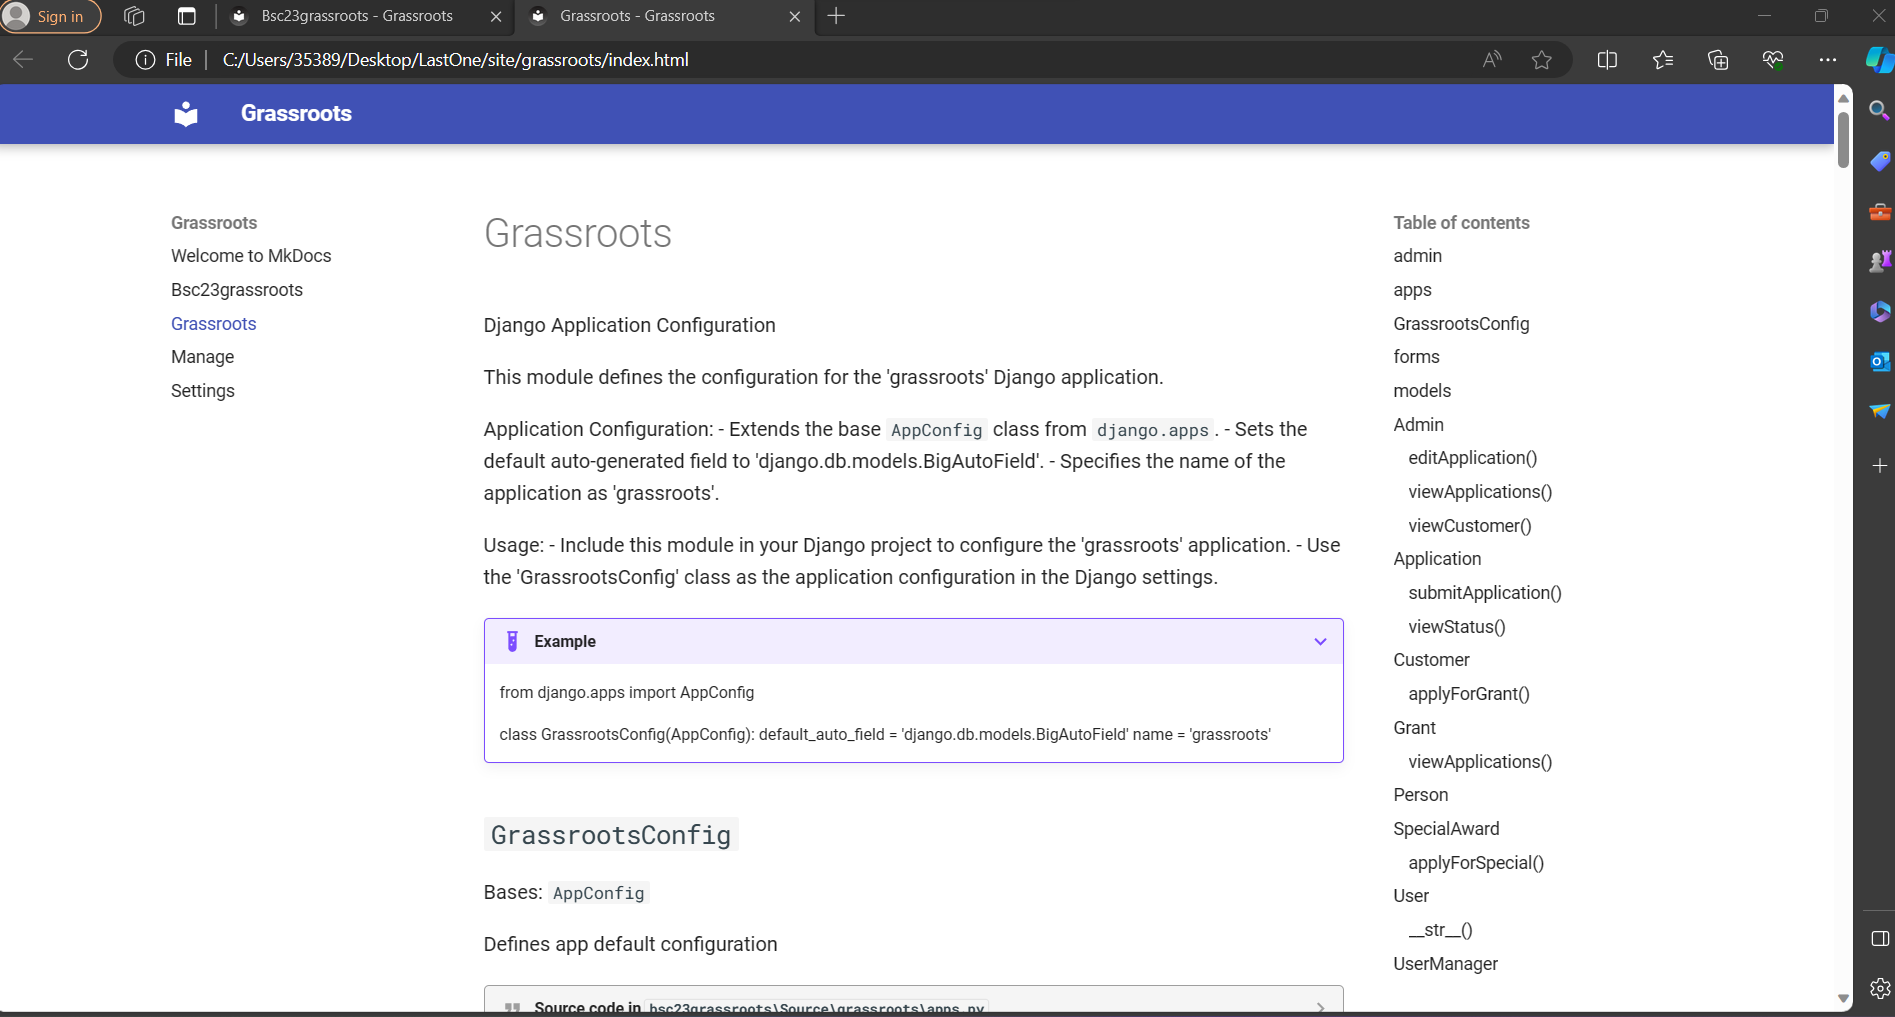 Sign in
Bsc23grassroots - Grassroots
Grassroots - Grassroots
File
C:/Users/35389/Desktop/LastOne/site/grassroots/index.html
Grassroots
Grassroots
Welcome to MkDocs
Bsc23grassroots
Grassroots
Manage
Settings
Grassroots
Django Application Configuration
This module defines the configuration for the 'grassroots' Django application.
Application Configuration: - Extends the base AppConfig class from django.apps. - Sets the
default auto-generated field to 'django.db.models.BigAutoField'. - Specifies the name of the
application as 'grassroots'.
Usage: - Include this module in your Django project to configure the 'grassroots' application. - Use
the 'GrassrootsConfig' class as the application configuration in the Django settings.
Example
from django.apps import AppConfig
class GrassrootsConfig(AppConfig): default_auto_field = 'django.db.models.BigAutoField' name = 'grassroots'
GrassrootsConfig
Bases: AppConfig
Defines app default configuration
Source code in bsc23grassroots\Source\grassroots\apps.py
Table of contents
admin
apps
GrassrootsConfig
forms
models
Admin
editApplication()
viewApplications()
viewCustomer()
Application
submitApplication()
viewStatus()
Customer
applyForGrant()
Grant
viewApplications()
Person
SpecialAward
applyForSpecial()
User
__str__()
UserManager